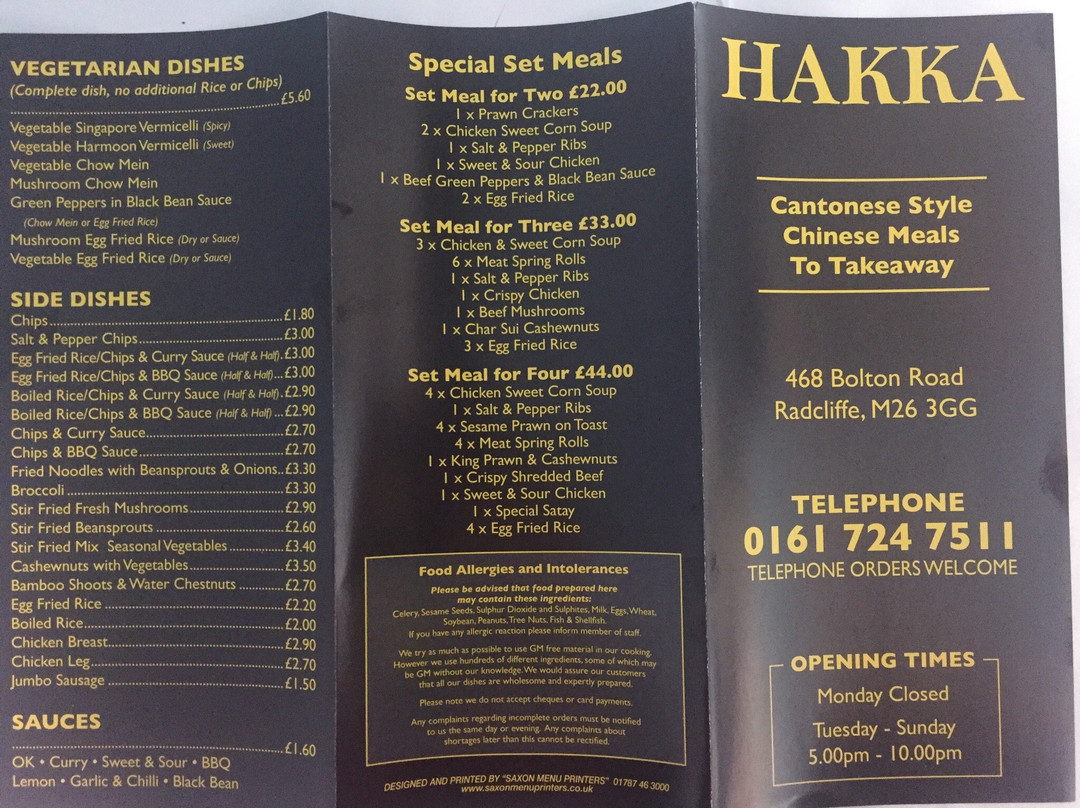 VEGETARIAN DISHES
(Complete dish, no additional Rice or Chips)
................................................................£5.60
Vegetable Singapore Vermicelli (Spicy)
Vegetable Harmoon Vermicelli (Sweet)
Vegetable Chow Mein
Mushroom Chow Mein
Green Peppers in Black Bean Sauce
(Chow Mein or Egg Fried Rice)
Mushroom Egg Fried Rice (Dry or Sauce)
Vegetable Egg Fried Rice (Dry or Sauce)
SIDE DISHES
Chips......................................................£1.80
Salt & Pepper Chips..................................£3.00
Egg Fried Rice/Chips & Curry Sauce (Half & Half).£3.00
Egg Fried Rice/Chips & BBQ Sauce (Half & Half)...£3.00
Boiled Rice/Chips & Curry Sauce (Half & Half).£2.90
Boiled Rice/Chips & BBQ Sauce (Half & Half) ...£2.90
Chips & Curry Sauce................................£2.70
Chips & BBQ Sauce..................................£2.70
Fried Noodles with Beansprouts & Onions..£3.30
Broccoli ..................................................£3.30
Stir Fried Fresh Mushrooms.......................£2.90
Stir Fried Beansprouts ..............................£2.60
Stir Fried Mix Seasonal Vegetables .............£3.40
Cashewnuts with Vegetables.......................£3.50
Bamboo Shoots & Water Chestnuts ...........£2.70
Egg Fried Rice ..........................................£2.20
Boiled Rice...............................................£2.00
Chicken Breast..........................................£2.90
Chicken Leg..............................................£2.70
Jumbo Sausage ..........................................£1.50
SAUCES
................................................................£1.60
OK • Curry • Sweet & Sour • BBQ
Lemon • Garlic & Chilli • Black Bean
Special Set Meals
Set Meal for Two £22.00
1 x Prawn Crackers
2 x Chicken Sweet Corn Soup
1 x Salt & Pepper Ribs
1 x Sweet & Sour Chicken
1 x Beef Green Peppers & Black Bean Sauce
2 x Egg Fried Rice
Set Meal for Three £33.00
3 x Chicken & Sweet Corn Soup
6 x Meat Spring Rolls
1 x Salt & Pepper Ribs
1 x Crispy Chicken
1 x Beef Mushrooms
1 x Char Sui Cashewnuts
3 x Egg Fried Rice
Set Meal for Four £44.00
4 x Chicken Sweet Corn Soup
1 x Salt & Pepper Ribs
4 x Sesame Prawn on Toast
4 x Meat Spring Rolls
1 x King Prawn & Cashewnuts
1 x Crispy Shredded Beef
1 x Sweet & Sour Chicken
1 x Special Satay
4 x Egg Fried Rice
Food Allergies and Intolerances
Please be advised that food prepared here
may contain these ingredients:
Celery, Sesame Seeds, Sulphur Dioxide and Sulphites, Milk, Eggs, Wheat,
Soybean, Peanuts, Tree Nuts, Fish & Shellfish.
If you have any allergic reaction please inform member of staff.
We try as much as possible to use GM free material in our cooking.
However we use hundreds of different ingredients, some of which may
be GM without our knowledge. We would assure our customers
that all our dishes are wholesome and expertly prepared.
Please note we do not accept cheques or card payments.
Any complaints regarding incomplete orders must be notified
to us the same day or evening. Any complaints about
shortages later than this cannot be rectified.
DESIGNED AND PRINTED BY "SAXON MENU PRINTERS" 01787 46 3000
www.saxonmenuprinters.co.uk
HAKKA
Cantonese Style
Chinese Meals
To Takeaway
468 Bolton Road
Radcliffe, M26 3GG
TELEPHONE
0161 724 7511
TELEPHONE ORDERS WELCOME
OPENING TIMES
Monday Closed
Tuesday - Sunday
5.00pm - 10.00pm